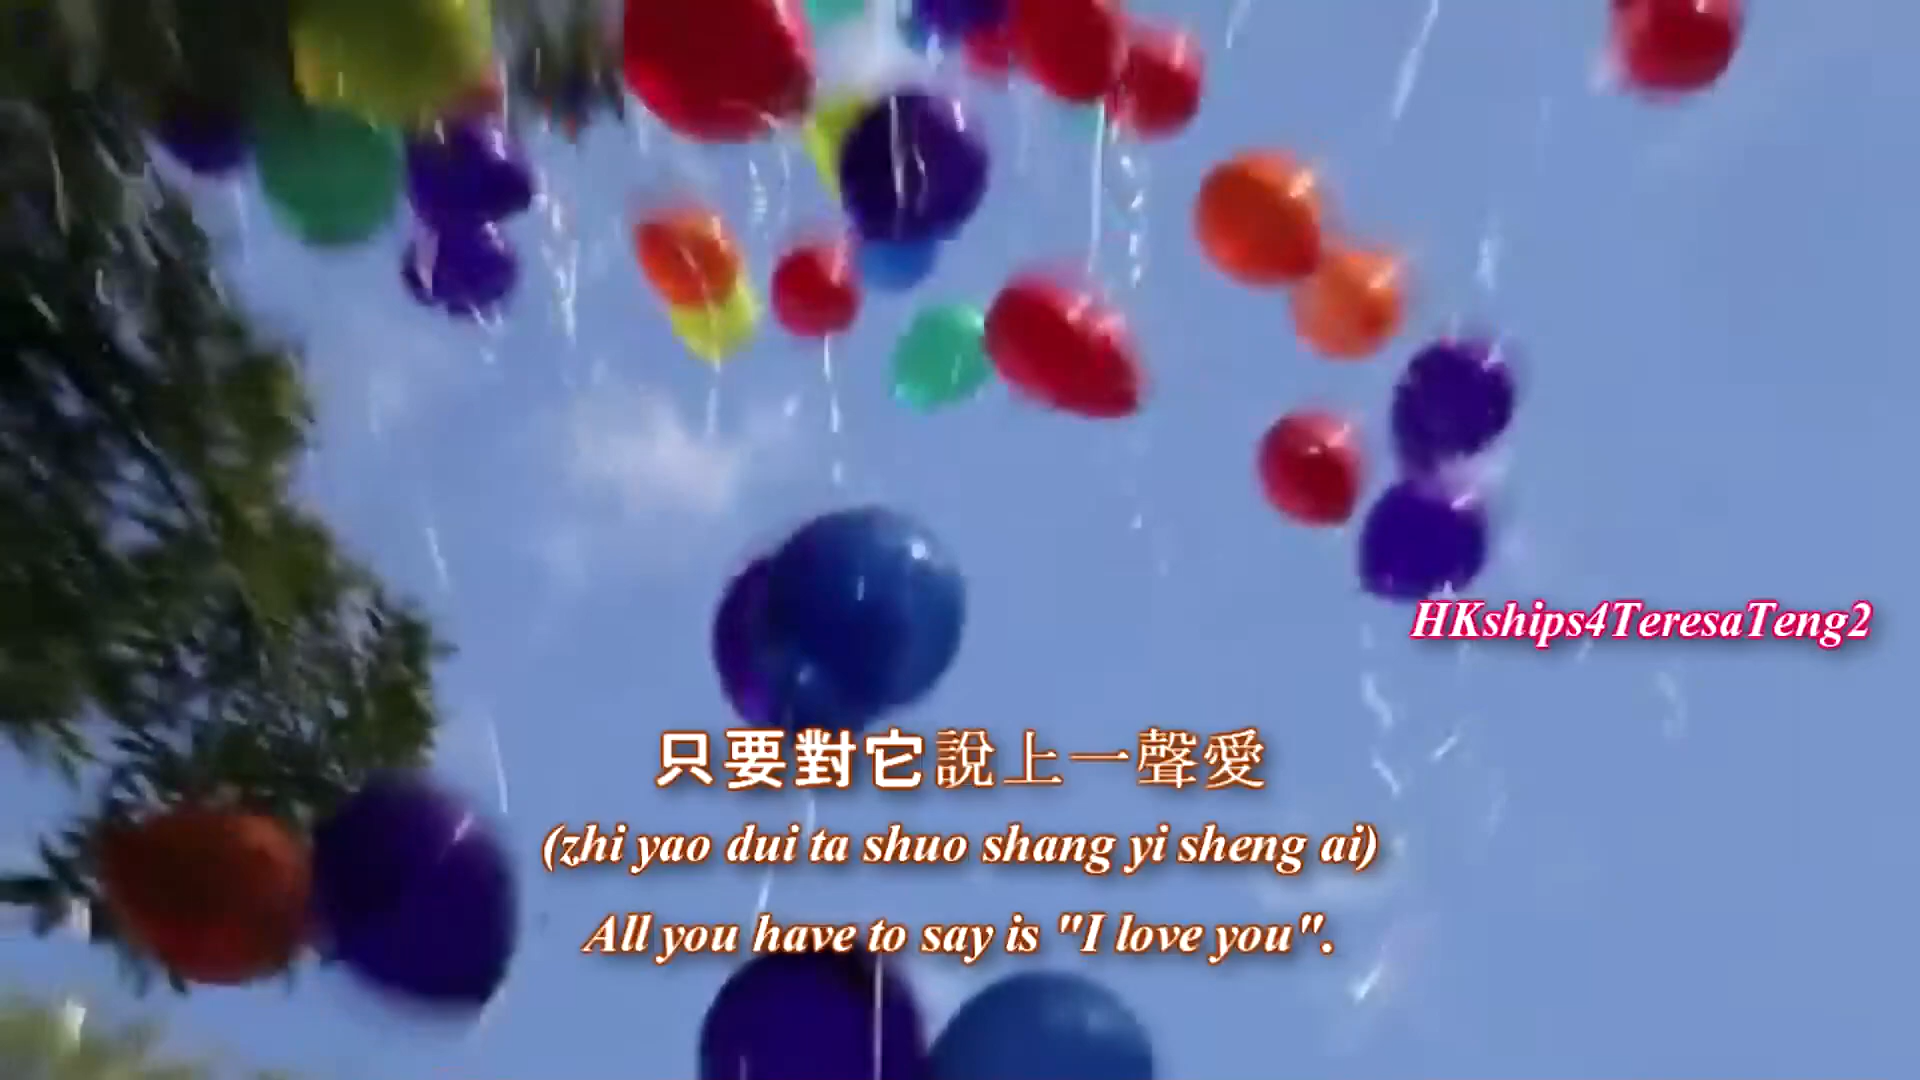 HKships4TeresaTeng2
只要對它說上一聲愛
(zhi yao dui ta shuo shang yi sheng ai)
All you have to say is "I love you".